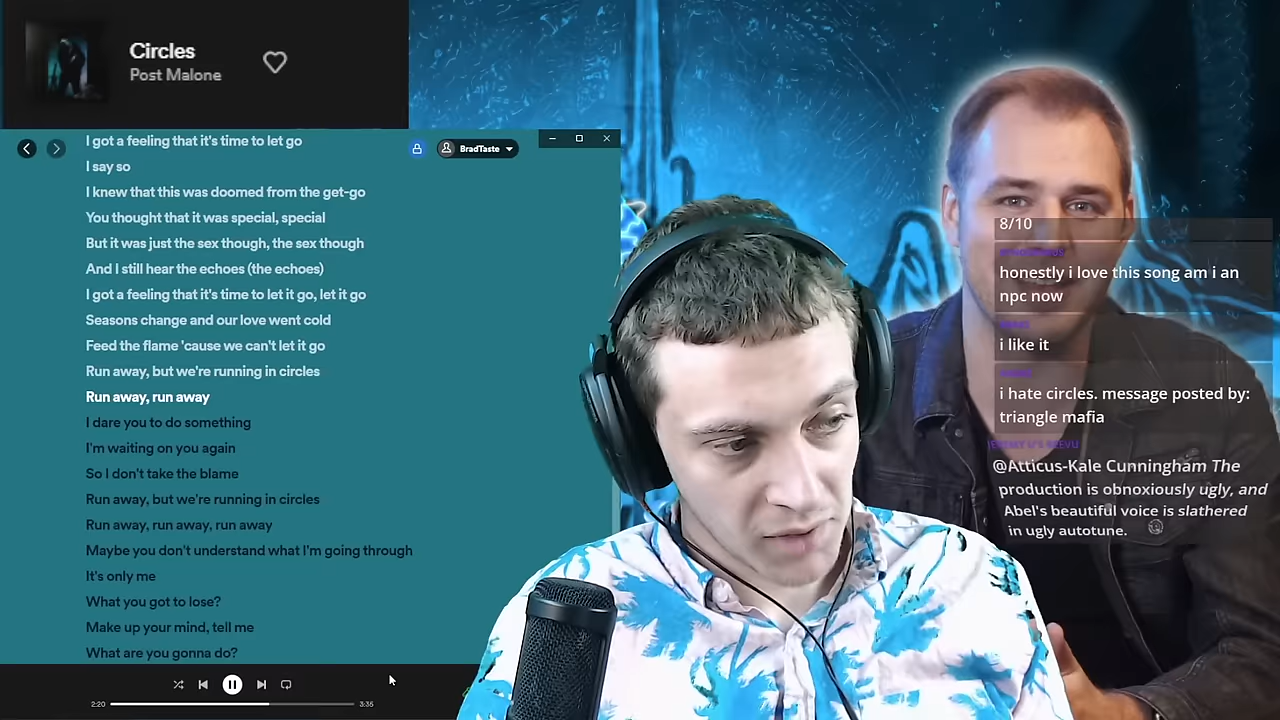 Circles
Post Malone
BradTaste
I got a feeling that it's time to let go
I say so
I knew that this was doomed from the get-go
You thought that it was special, special
But it was just the sex though, the sex though
And I still hear the echoes (the echoes)
I got a feeling that it's time to let it go, let it go
Seasons change and our love went cold
Feed the flame 'cause we can't let it go
Run away, but we're running in circles
Run away, run away
I dare you to do something
I'm waiting on you again
So I don't take the blame
Run away, but we're running in circles
Run away, run away, run away
Maybe you don't understand what I'm going through
It's only me
What you got to lose?
Make up your mind, tell me
What are you gonna do?
2:20
3:35
8/10
honestly i love this song am i an
npc now
i like it
i hate circles. message posted by:
triangle mafia
@Atticus-Kale Cunningham The
production is obnoxiously ugly, and
Abel's beautiful voice is slathered
in ugly autotune.